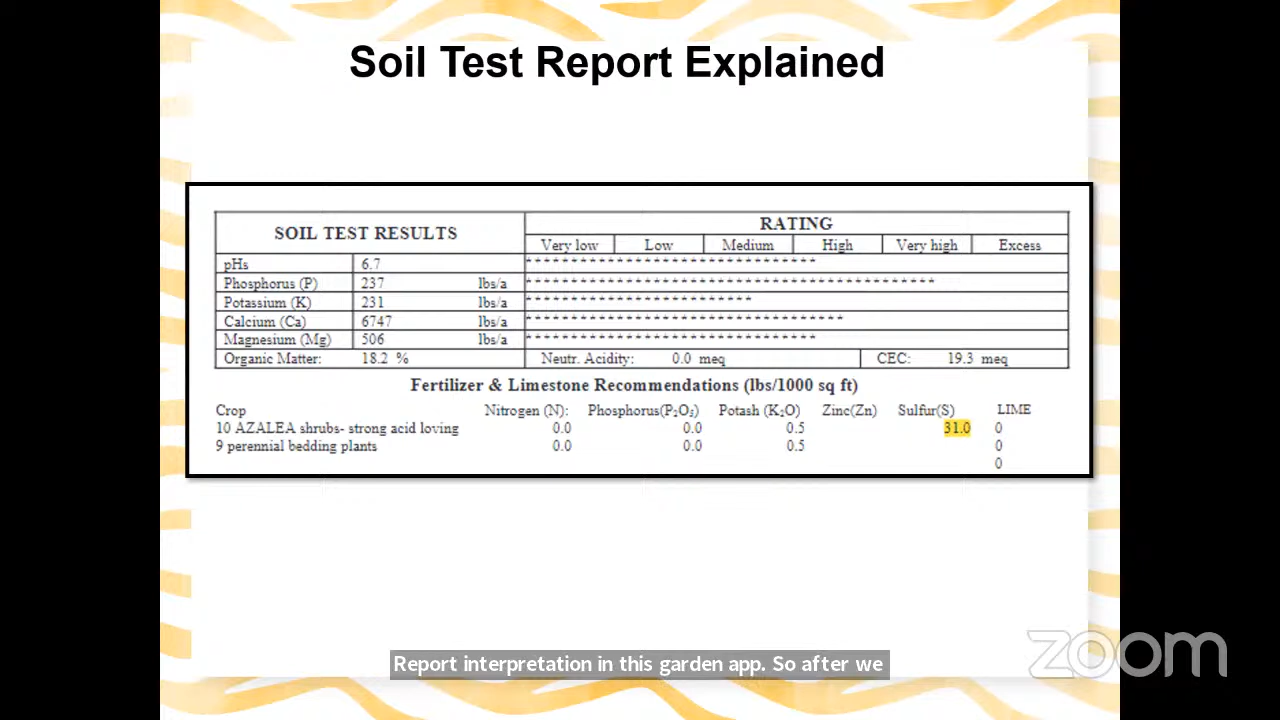 Soil Test Report Explained
SOIL TEST RESULTS RATING
Very low Low Medium High Very high Excess
pHs 6.7 ********************************
Phosphorus (P) 237 lbs/a *********************************************
Potassium (K) 231 lbs/a *************************
Calcium (Ca) 6747 lbs/a ***********************************
Magnesium (Mg) 506 lbs/a ********************************
Organic Matter: 18.2 % Neutr. Acidity: 0.0 meq CEC: 19.3 meq
Fertilizer & Limestone Recommendations (lbs/1000 sq ft)
Crop Nitrogen (N): Phosphorus(P₂O₅) Potash (K₂O) Zinc(Zn) Sulfur(S) LIME
10 AZALEA shrubs- strong acid loving 0.0 0.0 0.5 31.0 0
9 perennial bedding plants 0.0 0.0 0.5 0
0
Report interpretation in this garden app. So after we
zoom